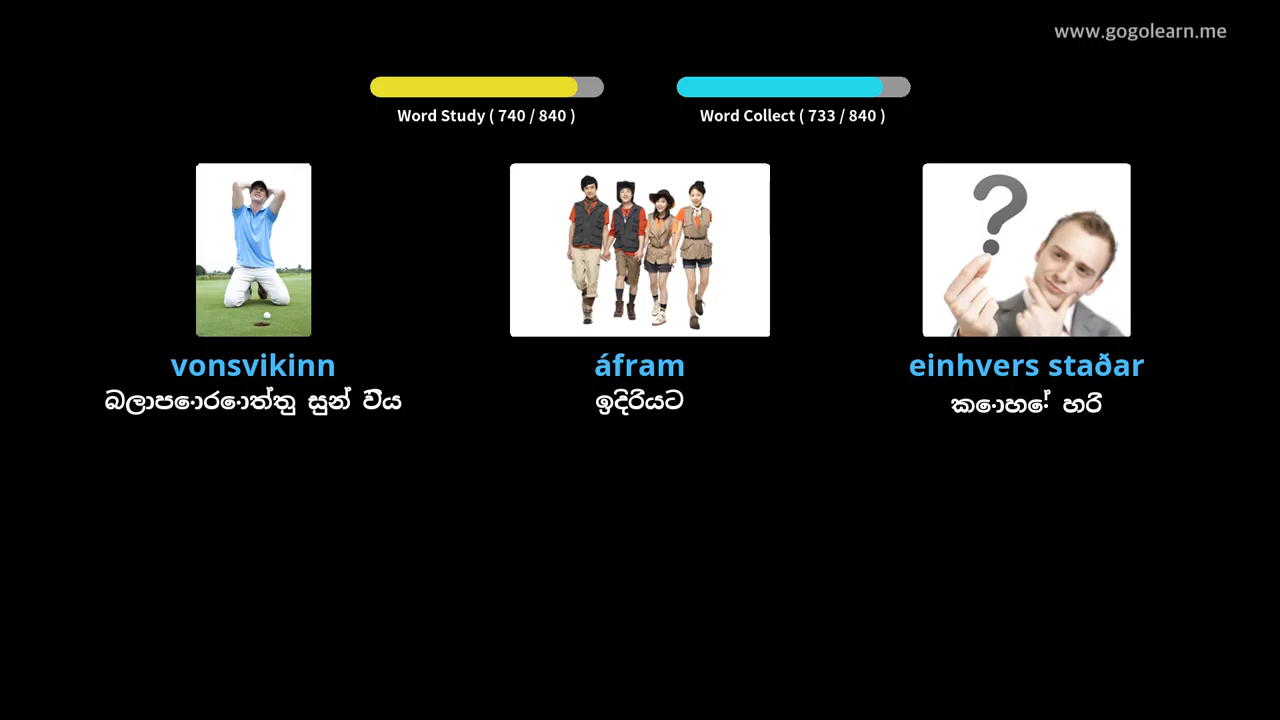 www.gogolearn.me
Word Study ( 740 / 840 )
Word Collect ( 733 / 840 )
vonsvikinn
බලාපොරොත්තු සුන් විය
áfram
ඉදිරියට
einhvers staðar
කොහේ හරි